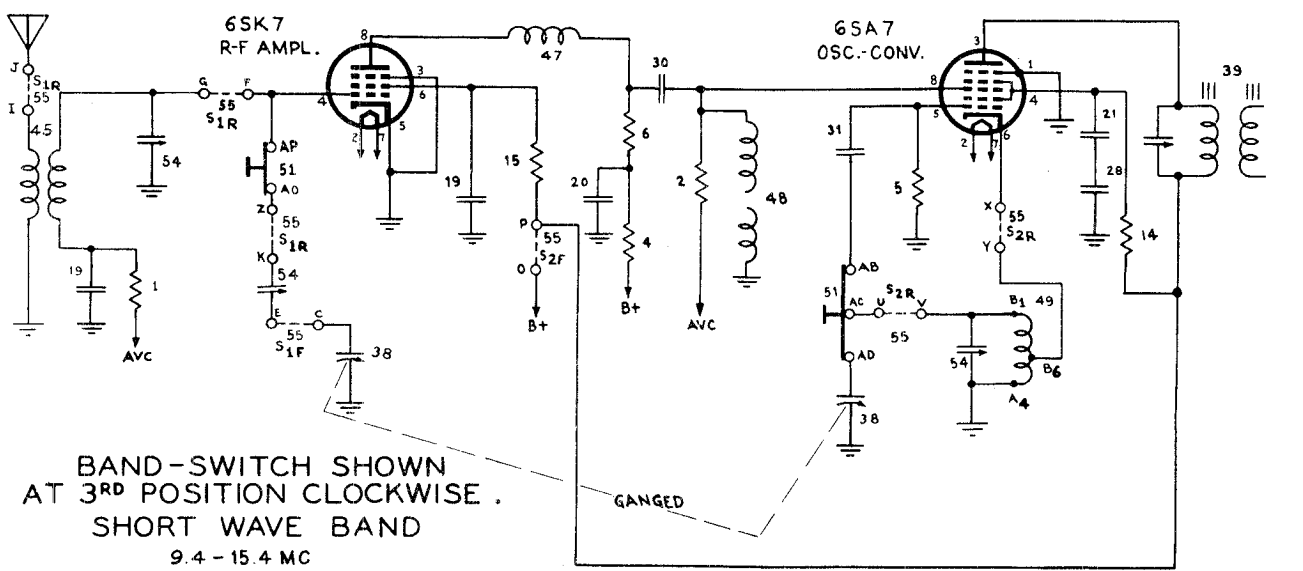 6SK7
R-F AMPL.
6SA7
OSC.-CONV.
J
S1R
55
I
45
54
19
1
AVC
G
F
55
S1R
AP
51
AO
Z
55
S1R
K
54
E
C
55
S1F
38
8
3
6
4
5
2
7
47
19
15
P
55
S2F
O
B+
30
6
20
4
B+
2
48
AVC
3
1
8
4
5
6
2
7
31
5
X
55
S2R
Y
21
28
14
39
51
AB
AC
AD
U
S2R
V
55
B1
49
54
B6
A4
38
GANGED
BAND-SWITCH SHOWN
AT 3RD POSITION CLOCKWISE .
SHORT WAVE BAND
9.4-15.4 MC